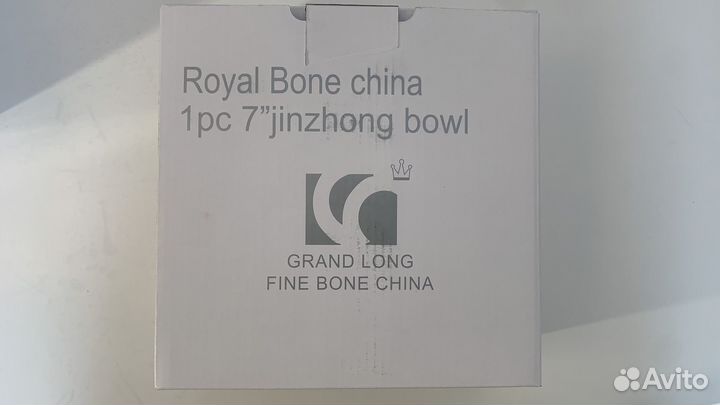 Royal Bone china
1pc 7”jinzhong bowl
GRAND LONG
FINE BONE CHINA
Avito